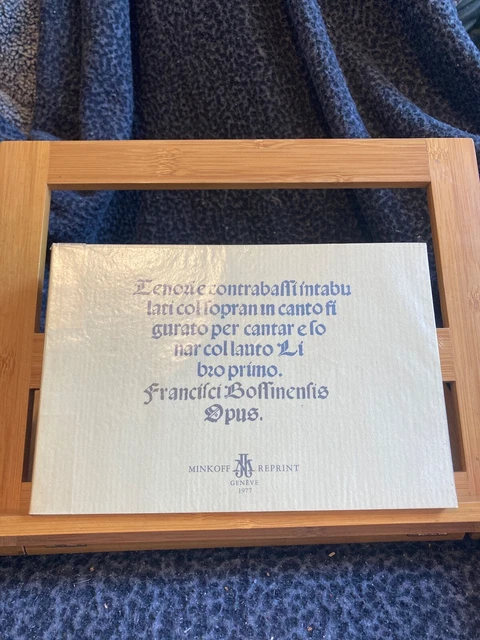 Tenori e contrabassi intabu
lati col sopran in canto fi
gurato per cantar e so
nar col lauto Li
bro primo.
Francisci Bossinensis
Opus.
MINKOFF REPRINT
GENÈVE
1977